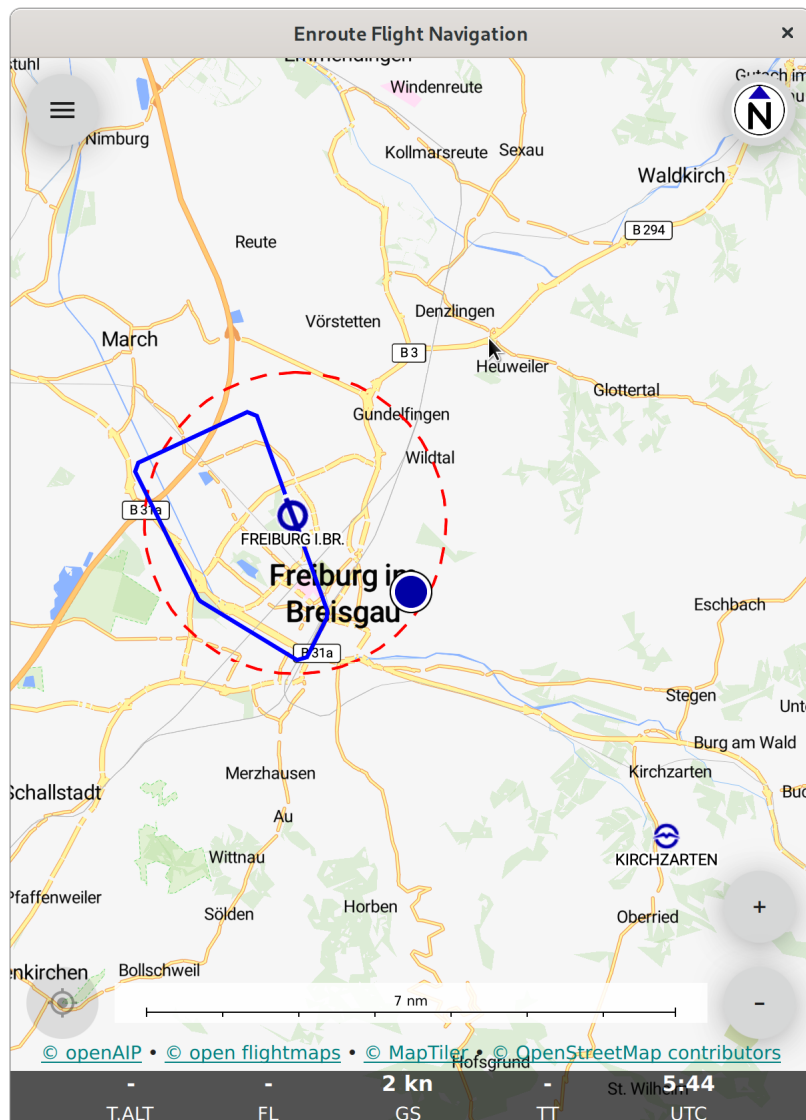 Enroute Flight Navigation
×
Emmendingen
Windenreute
Nimburg
Kollmarsreute
Sexau
N
Waldkirch
B 294
Reute
Denzlingen
Vörstetten
March
B 3
Heuweiler
Glottertal
Gundelfingen
Wildtal
B 31a
FREIBURG I.BR.
Freiburg im
Breisgau
Eschbach
B 31a
Stegen
Burg am Wald
Merzhausen
Kirchzarten
Schallstadt
Au
Wittnau
KIRCHZARTEN
Pfaffenweiler
Horben
Sölden
Oberried
+
enkirchen
Bollschweil
7 nm
−
© openAIP • © open flightmaps • © MapTiler • © OpenStreetMap contributors
Hofsgrund
St. Wilhelm
- - 2 kn - 5:44
T.ALT FL GS TT UTC